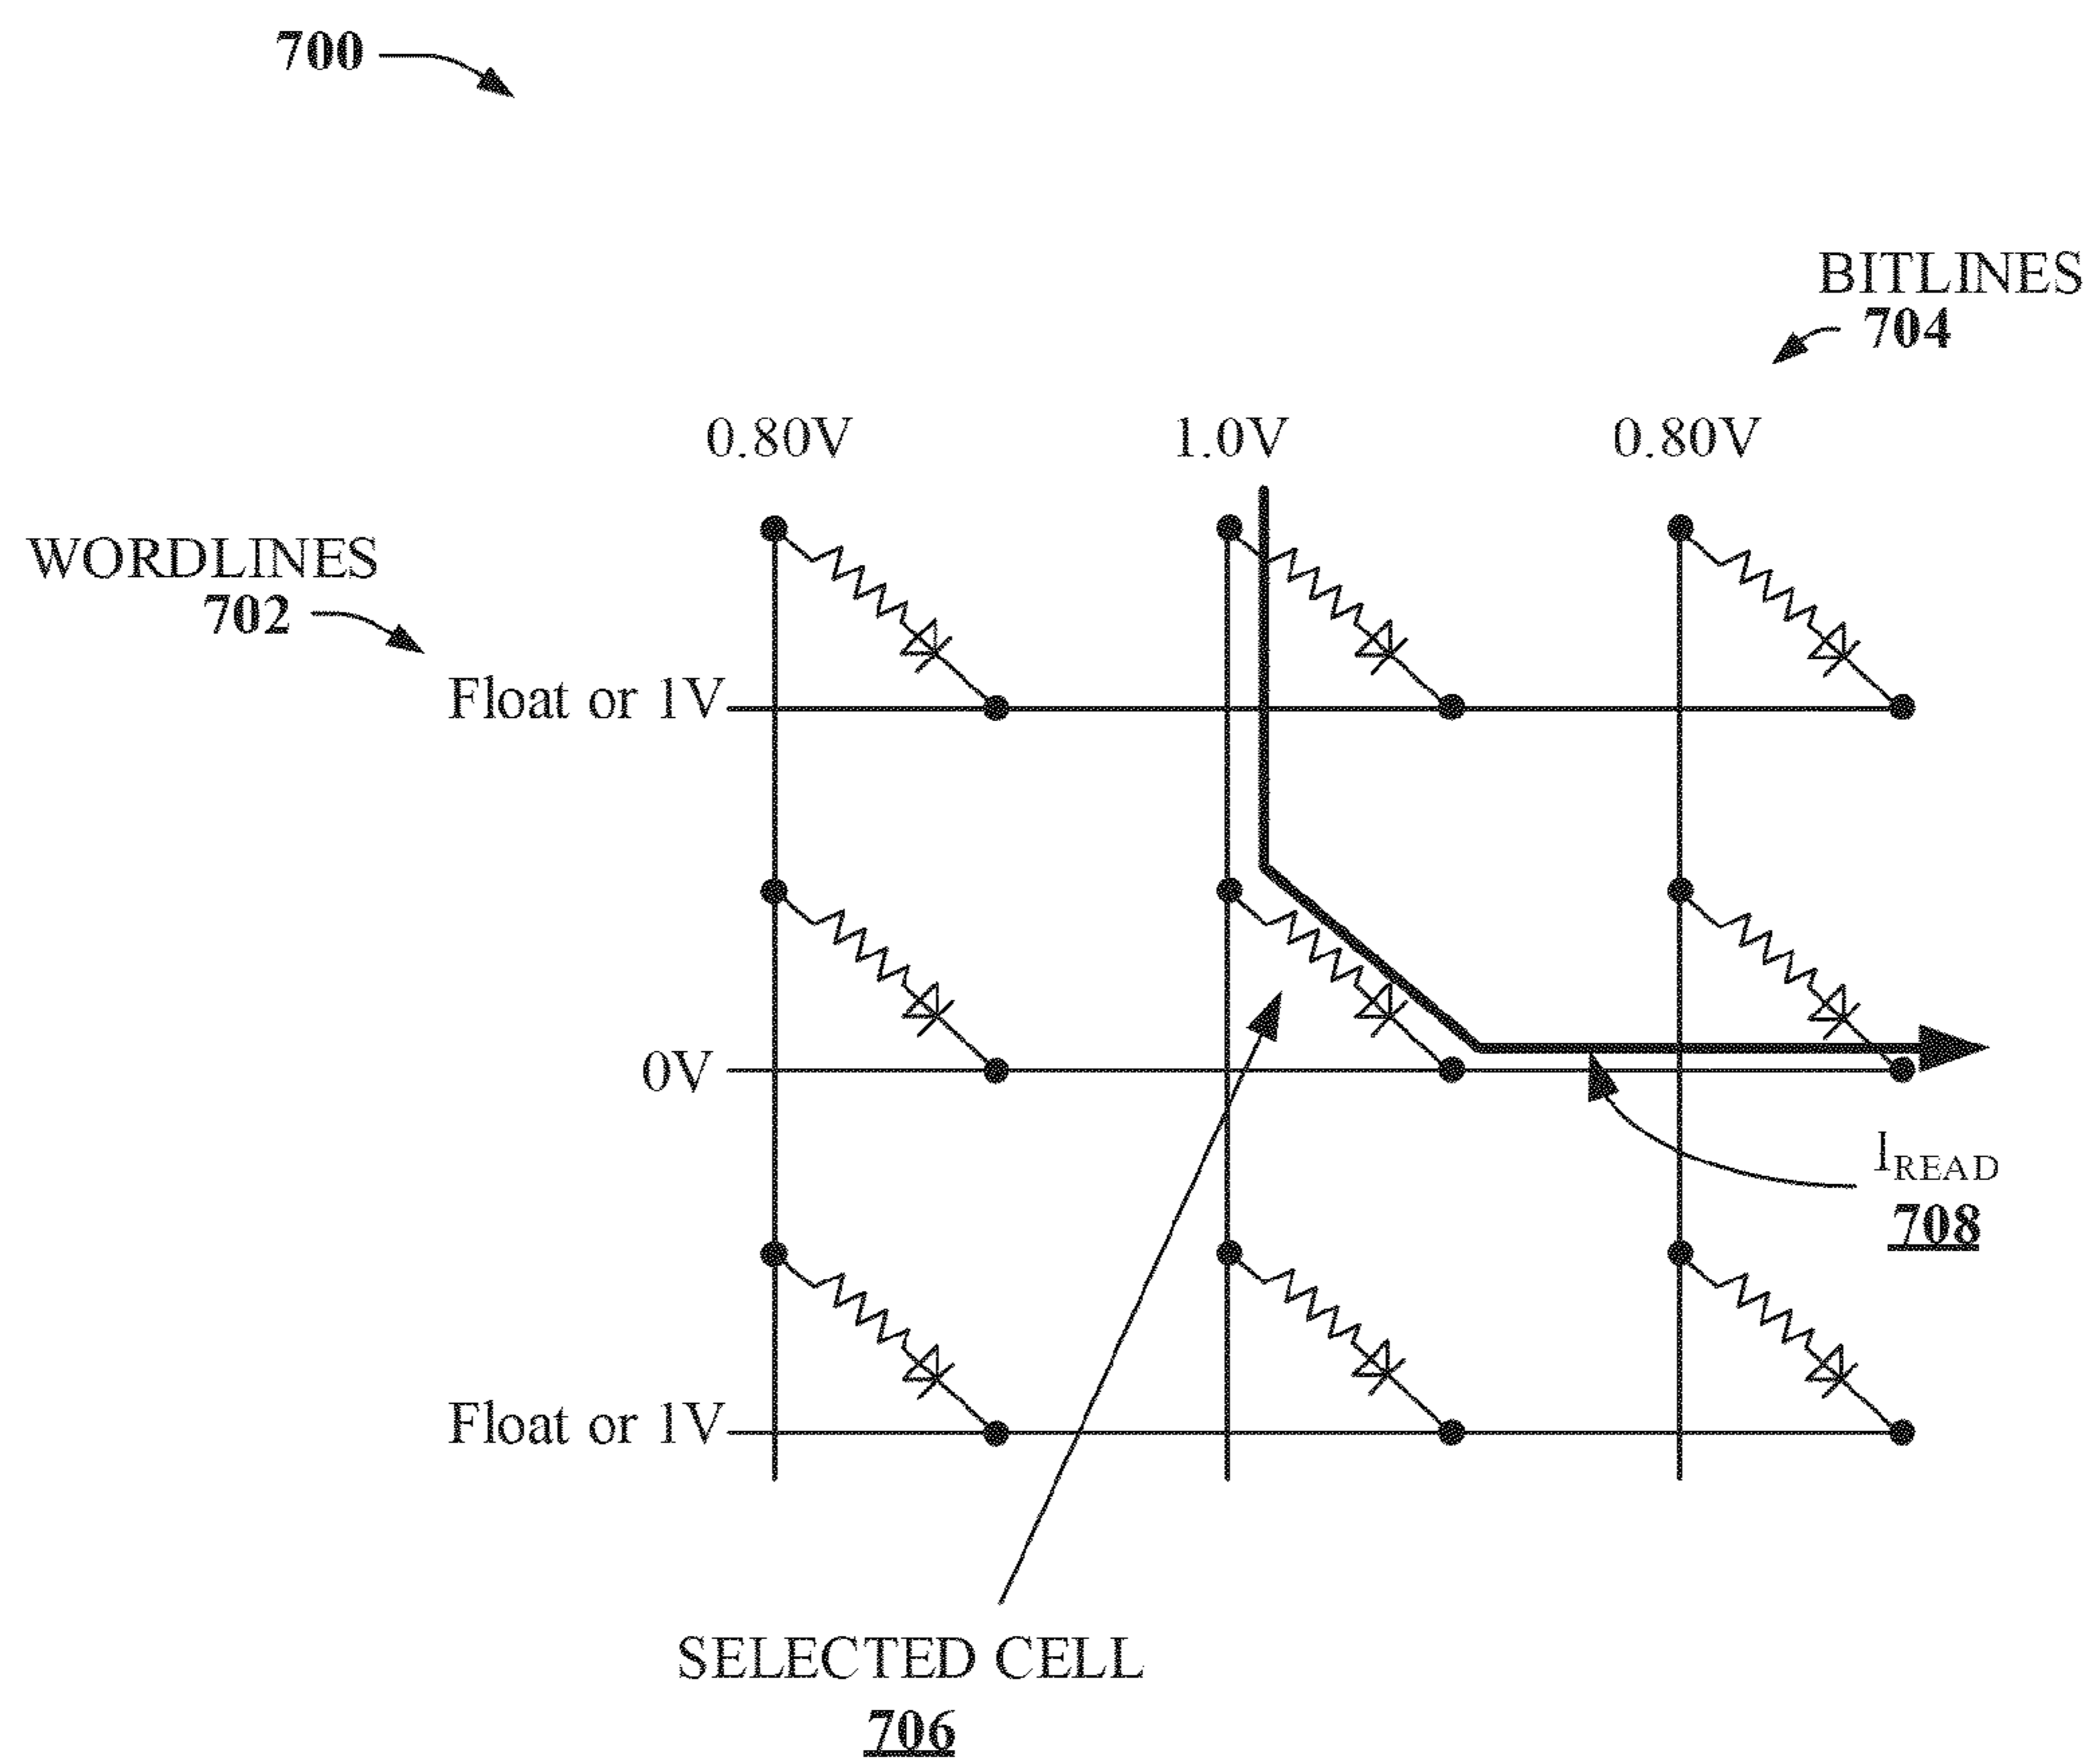 700
BITLINES
704
0.80V 1.0V 0.80V
WORDLINES
702
Float or 1V
0V
I_READ
708
Float or 1V
SELECTED CELL
706